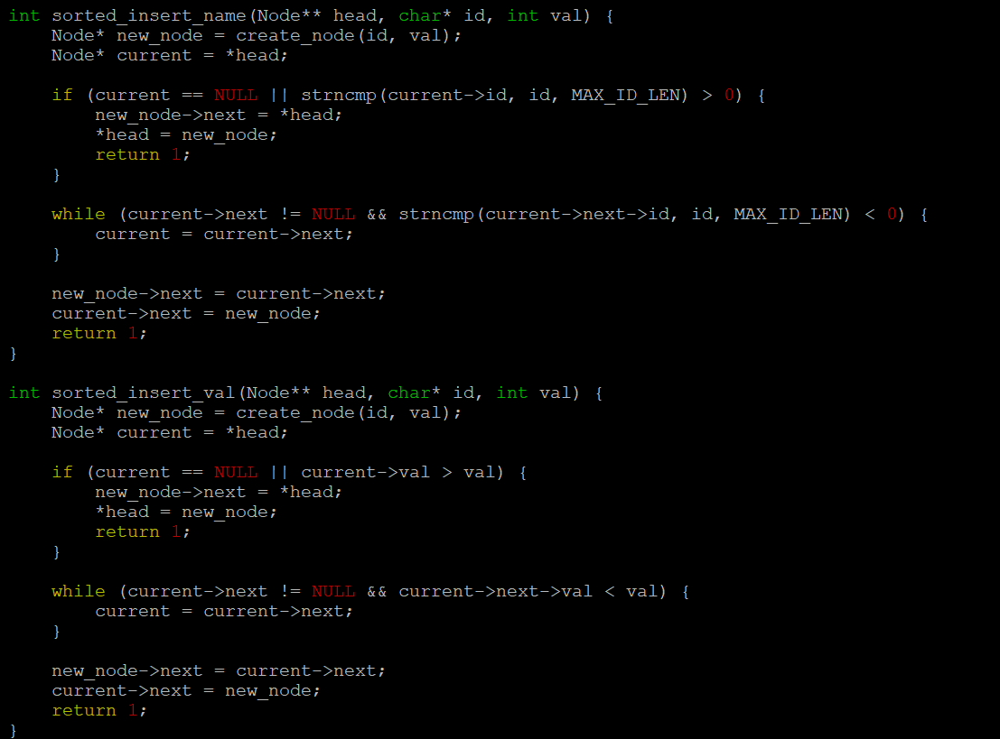 int sorted_insert_name(Node** head, char* id, int val) {
    Node* new_node = create_node(id, val);
    Node* current = *head;

    if (current == NULL || strncmp(current->id, id, MAX_ID_LEN) > 0) {
        new_node->next = *head;
        *head = new_node;
        return 1;
    }

    while (current->next != NULL && strncmp(current->next->id, id, MAX_ID_LEN) < 0) {
        current = current->next;
    }

    new_node->next = current->next;
    current->next = new_node;
    return 1;
}

int sorted_insert_val(Node** head, char* id, int val) {
    Node* new_node = create_node(id, val);
    Node* current = *head;

    if (current == NULL || current->val > val) {
        new_node->next = *head;
        *head = new_node;
        return 1;
    }

    while (current->next != NULL && current->next->val < val) {
        current = current->next;
    }

    new_node->next = current->next;
    current->next = new_node;
    return 1;
}